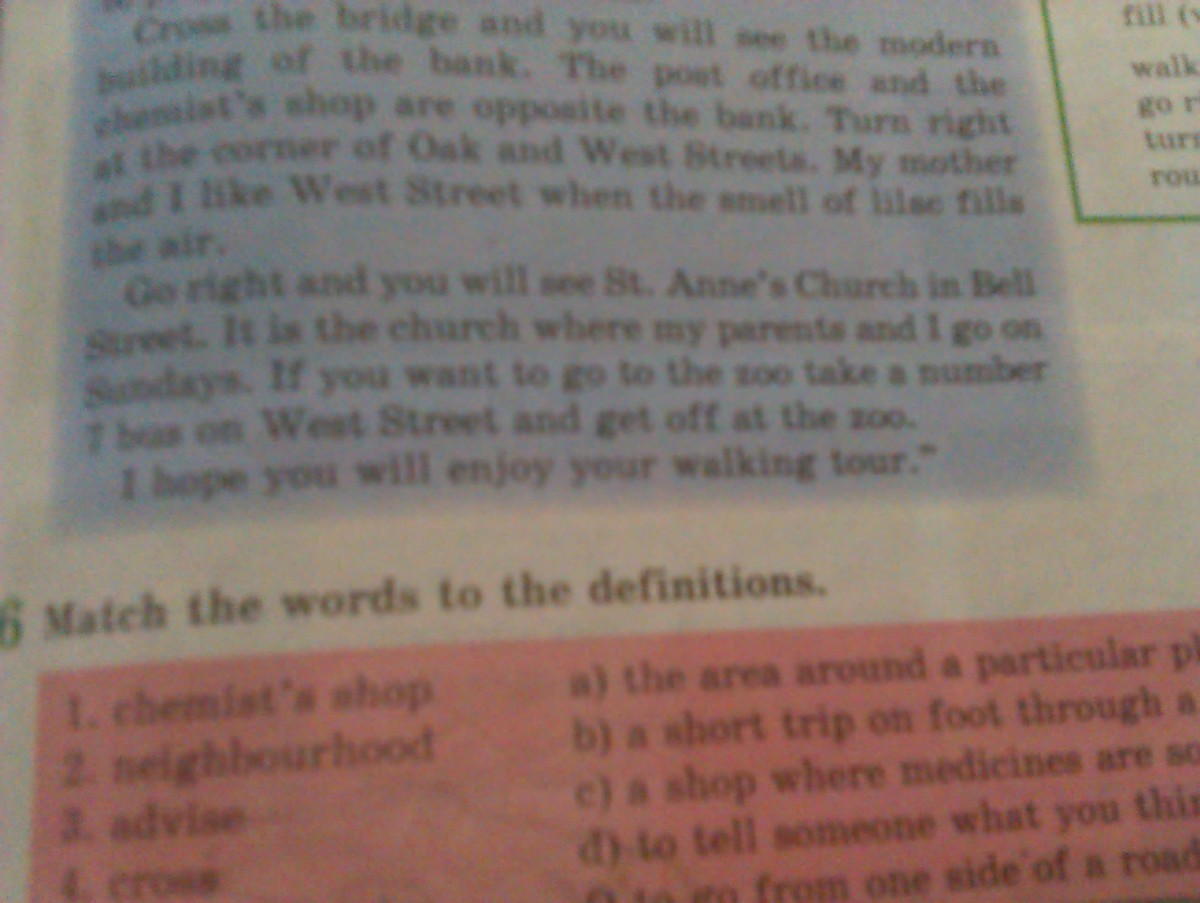 Cross the bridge and you will see the modern
building of the bank. The post office and the
chemist's shop are opposite the bank. Turn right
at the corner of Oak and West Streets. My mother
and I like West Street when the smell of lilac fills
the air.
Go right and you will see St. Anne's Church in Bell
Street. It is the church where my parents and I go on
Sundays. If you want to go to the zoo take a number
7 bus on West Street and get off at the zoo.
I hope you will enjoy your walking tour."
fill
walk
go
6 Match the words to the definitions.
1. chemist's shop
2. neighbourhood
3. advise
4. cross
a) the area around a particular
b) a short trip on foot through a
c) a shop where medicines are
d) to tell someone what you
to go from one side of a road